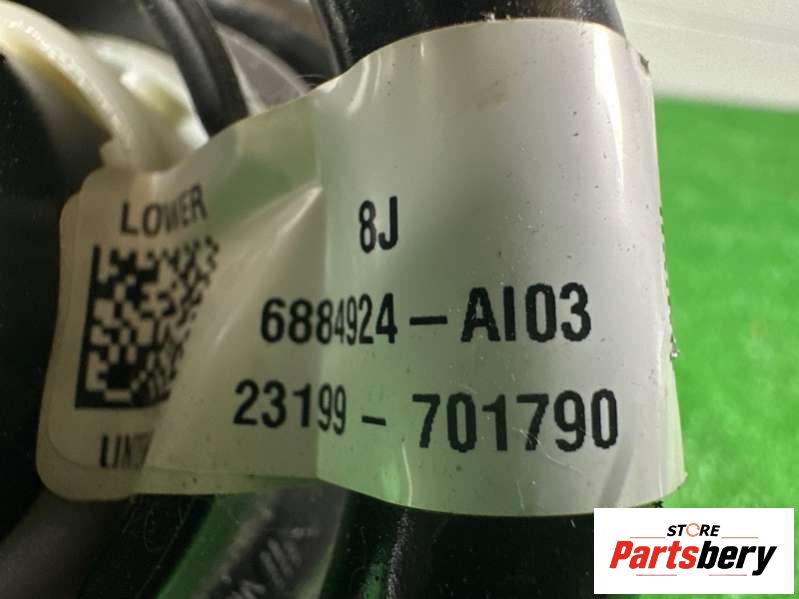 LOWER
8J
6884924-AI03
23199-701790
STORE
Partsbery